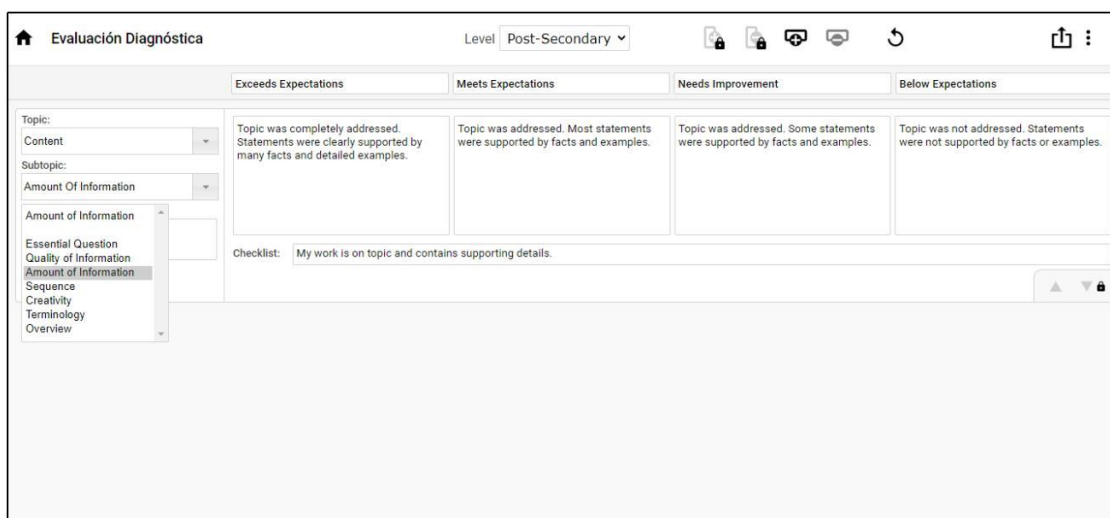 Evaluación Diagnóstica
Level Post-Secondary
Exceeds Expectations
Meets Expectations
Needs Improvement
Below Expectations
Topic:
Content
Subtopic:
Amount Of Information
Amount of Information
Essential Question
Quality of Information
Amount of Information
Sequence
Creativity
Terminology
Overview
Topic was completely addressed.
Statements were clearly supported by
many facts and detailed examples.
Topic was addressed. Most statements
were supported by facts and examples.
Topic was addressed. Some statements
were supported by facts and examples.
Topic was not addressed. Statements
were not supported by facts or examples.
Checklist: My work is on topic and contains supporting details.